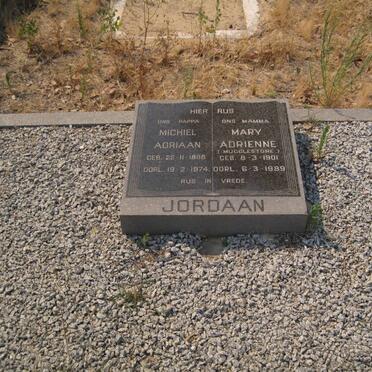 HIER RUS
ONS PAPPA ONS MAMMA
MICHIEL MARY
ADRIAAN ADRIENNE
( MUGGLESTONE )
GEB. 22-11-1898 GEB. 8-3-1901
OORL. 19-2-1974 OORL. 6-3-1989
RUS IN VREDE.
JORDAAN